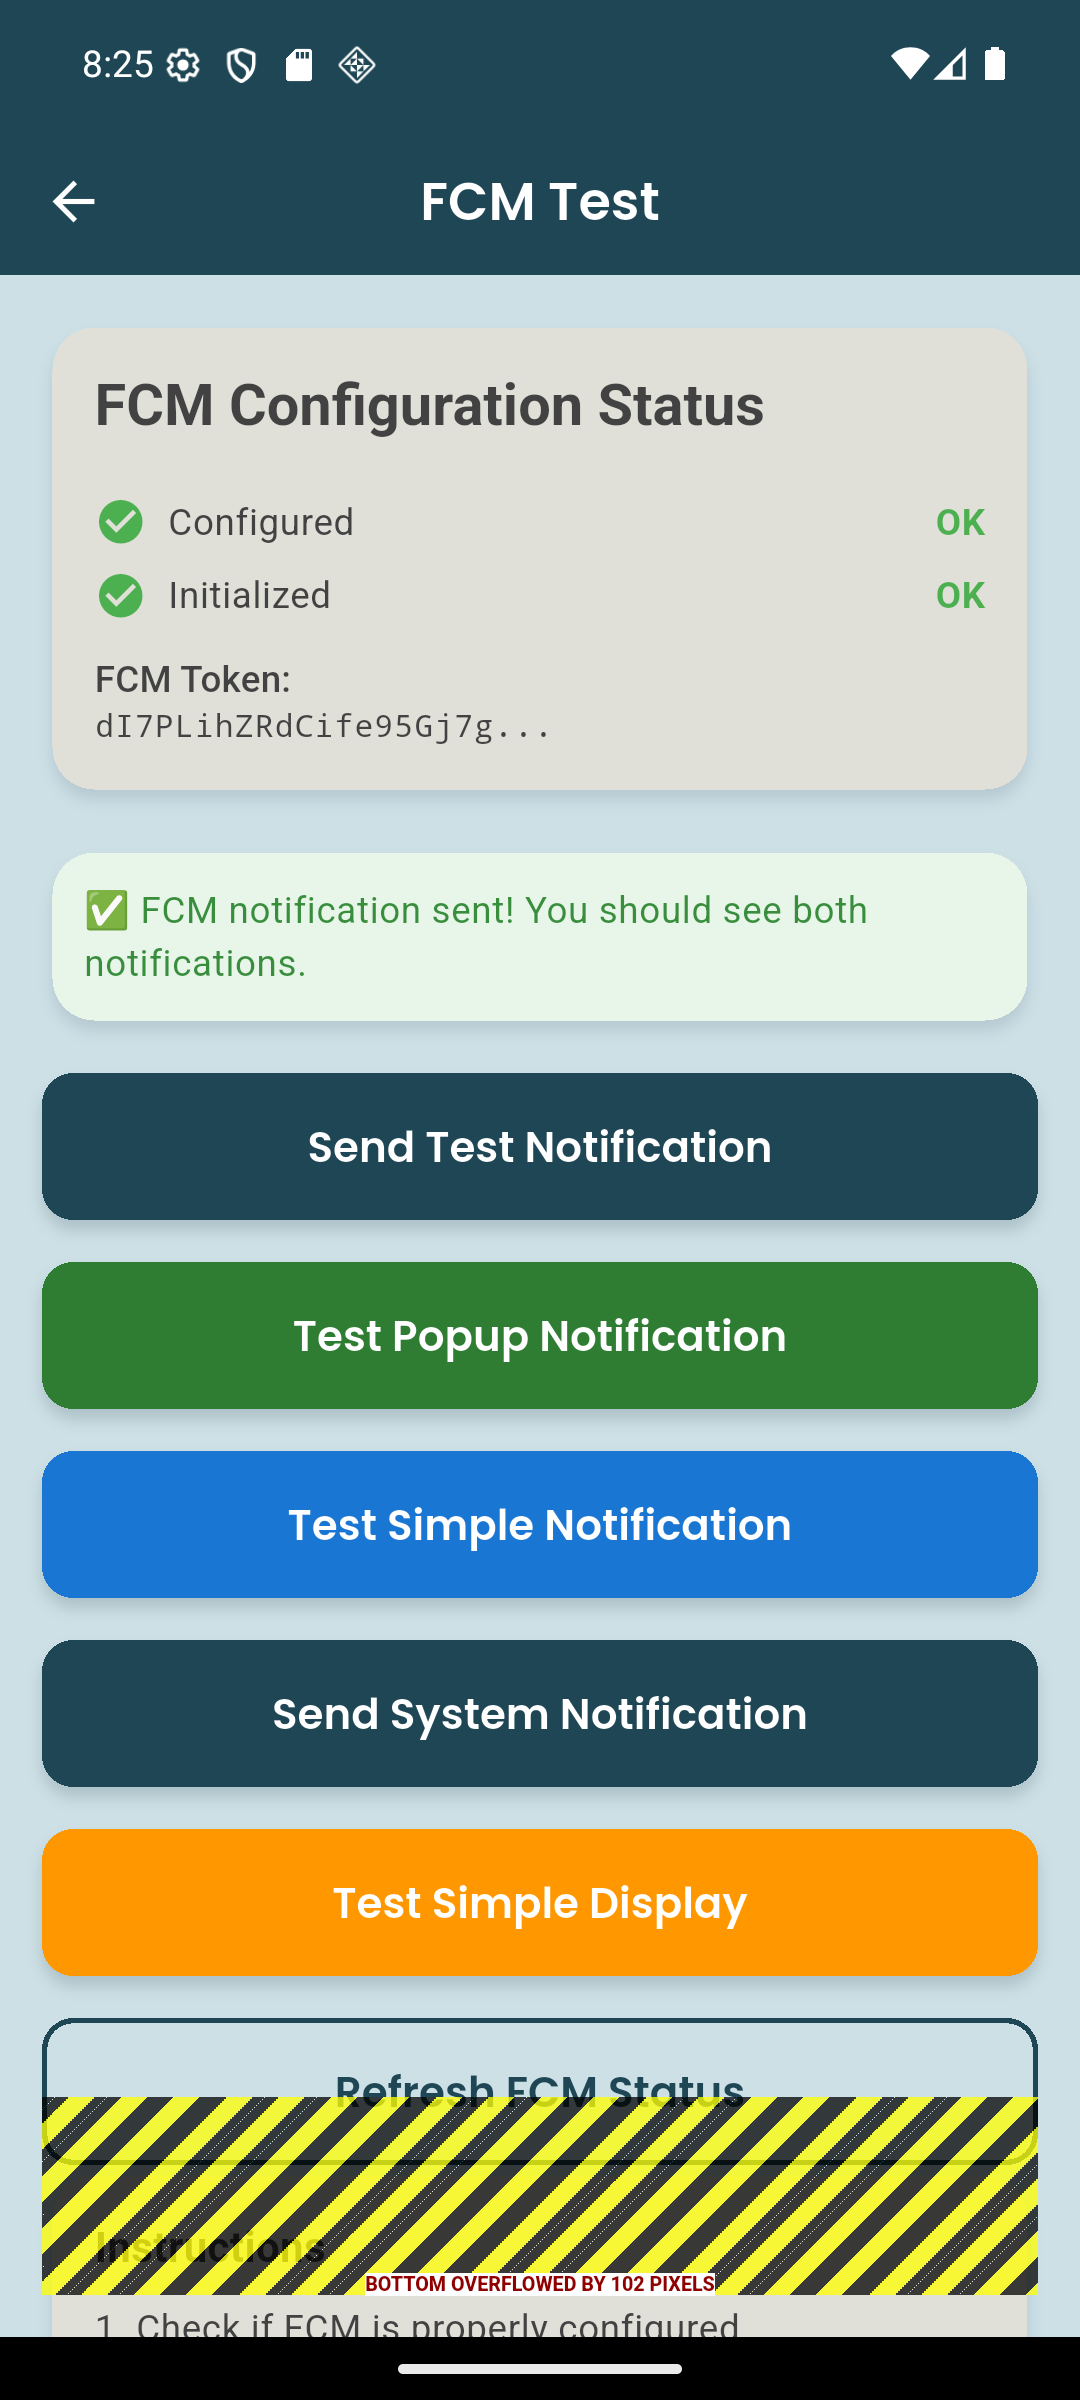 8:25
FCM Test
FCM Configuration Status
Configured OK
Initialized OK
FCM Token:
dI7PLihZRdCife95Gj7g...
✅ FCM notification sent! You should see both
notifications.
Send Test Notification
Test Popup Notification
Test Simple Notification
Send System Notification
Test Simple Display
Refresh FCM Status
Instructions
BOTTOM OVERFLOWED BY 102 PIXELS
1. Check if FCM is properly configured